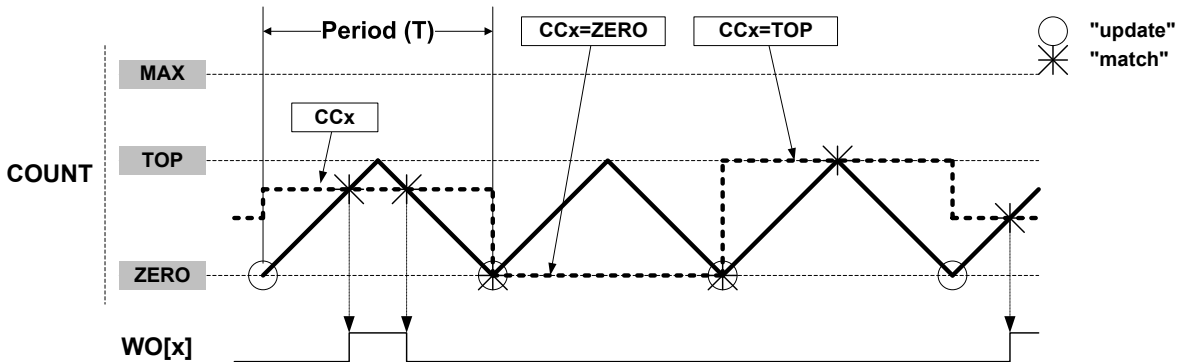 Period (T)
CCx=ZERO
CCx=TOP
"update"
"match"
MAX
CCx
TOP
COUNT
ZERO
WO[x]